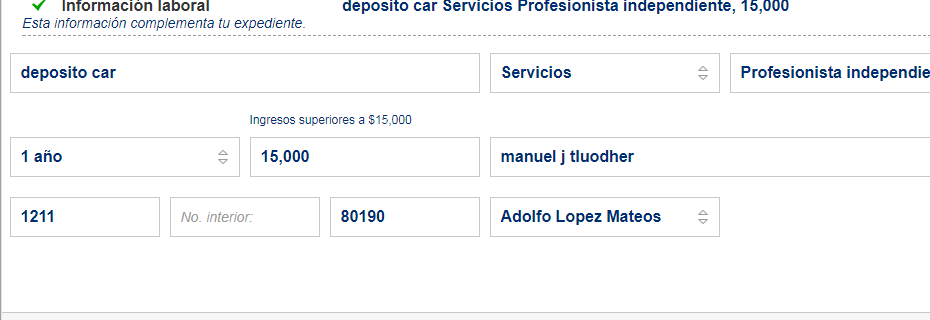 Información laboral deposito car Servicios Profesionista independiente, 15,000
Esta información complementa tu expediente.
deposito car Servicios Profesionista independie
Ingresos superiores a $15,000
1 año 15,000 manuel j tluodher
1211 No. interior: 80190 Adolfo Lopez Mateos